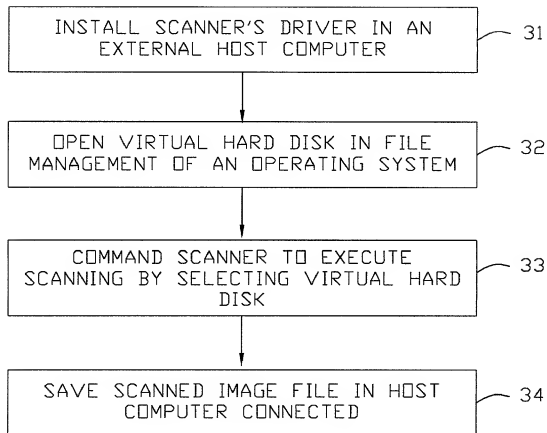 INSTALL SCANNER'S DRIVER IN AN
EXTERNAL HOST COMPUTER
31
OPEN VIRTUAL HARD DISK IN FILE
MANAGEMENT OF AN OPERATING SYSTEM
32
COMMAND SCANNER TO EXECUTE
SCANNING BY SELECTING VIRTUAL HARD
DISK
33
SAVE SCANNED IMAGE FILE IN HOST
COMPUTER CONNECTED
34